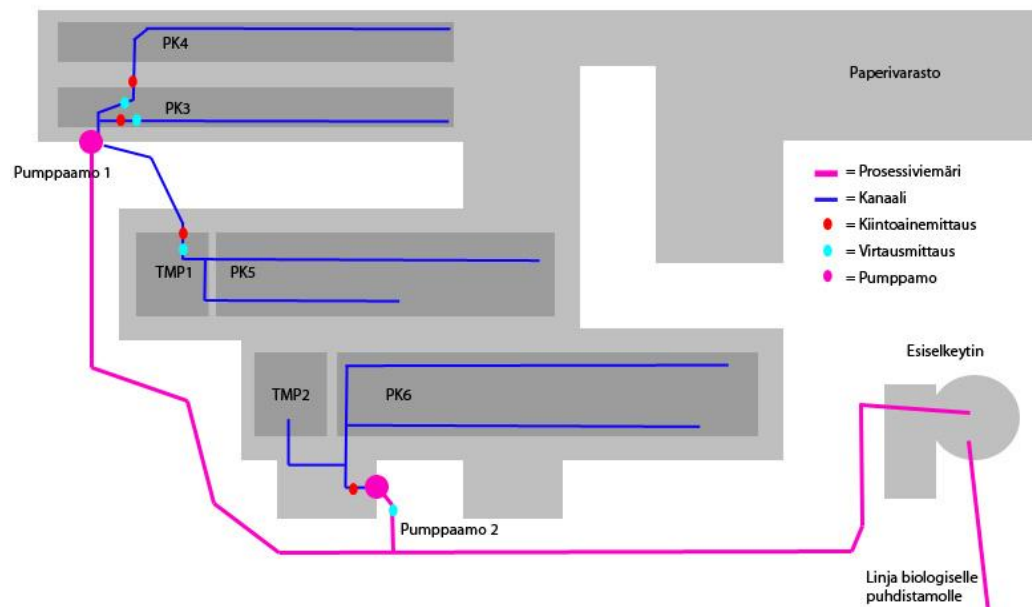 PK4
PK3
Paperivarasto
Pumppaamo 1
= Prosessiviemäri
= Kanaali
= Kiintoainemittaus
= Virtausmittaus
= Pumppamo
TMP1
PK5
Esiselkeytin
TMP2
PK6
Pumppaamo 2
Linja biologiselle
puhdistamolle